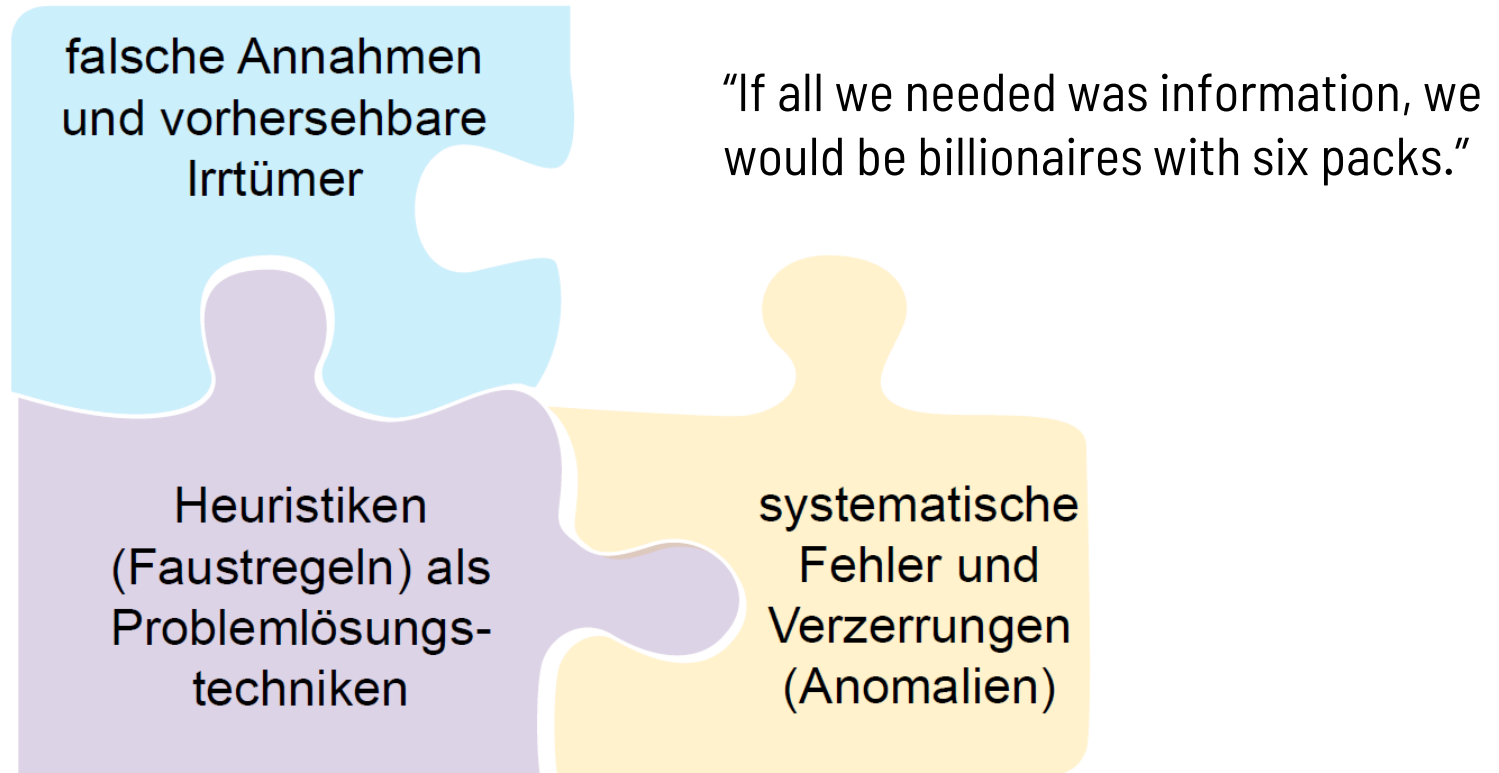 falsche Annahmen
und vorhersehbare
Irrtümer
“If all we needed was information, we
would be billionaires with six packs.”
Heuristiken
(Faustregeln) als
Problemlösungs-
techniken
systematische
Fehler und
Verzerrungen
(Anomalien)